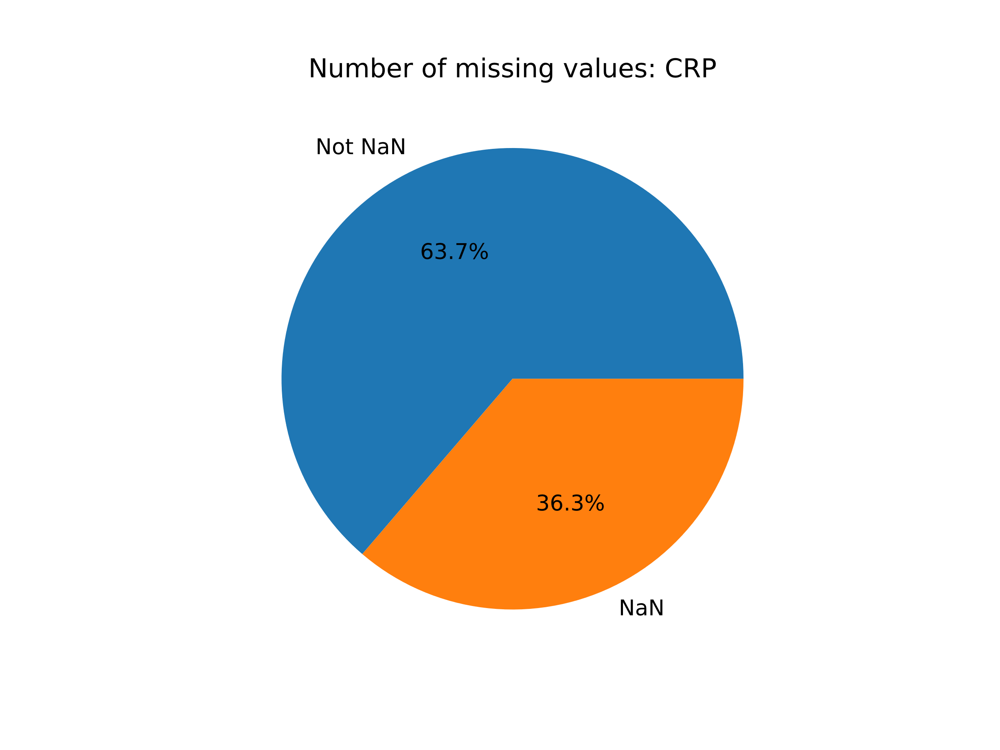 Number of missing values: CRP
Not NaN
63.7%
36.3%
NaN